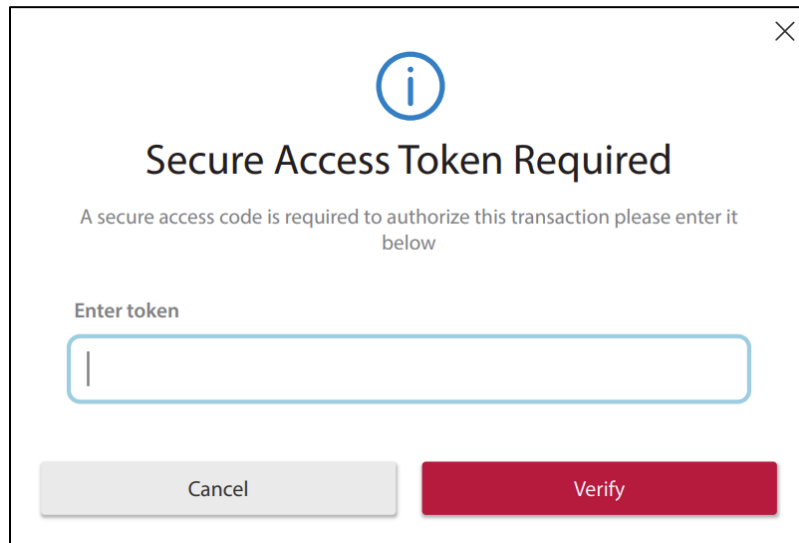 Secure Access Token Required
A secure access code is required to authorize this transaction please enter it
below
Enter token
Cancel
Verify